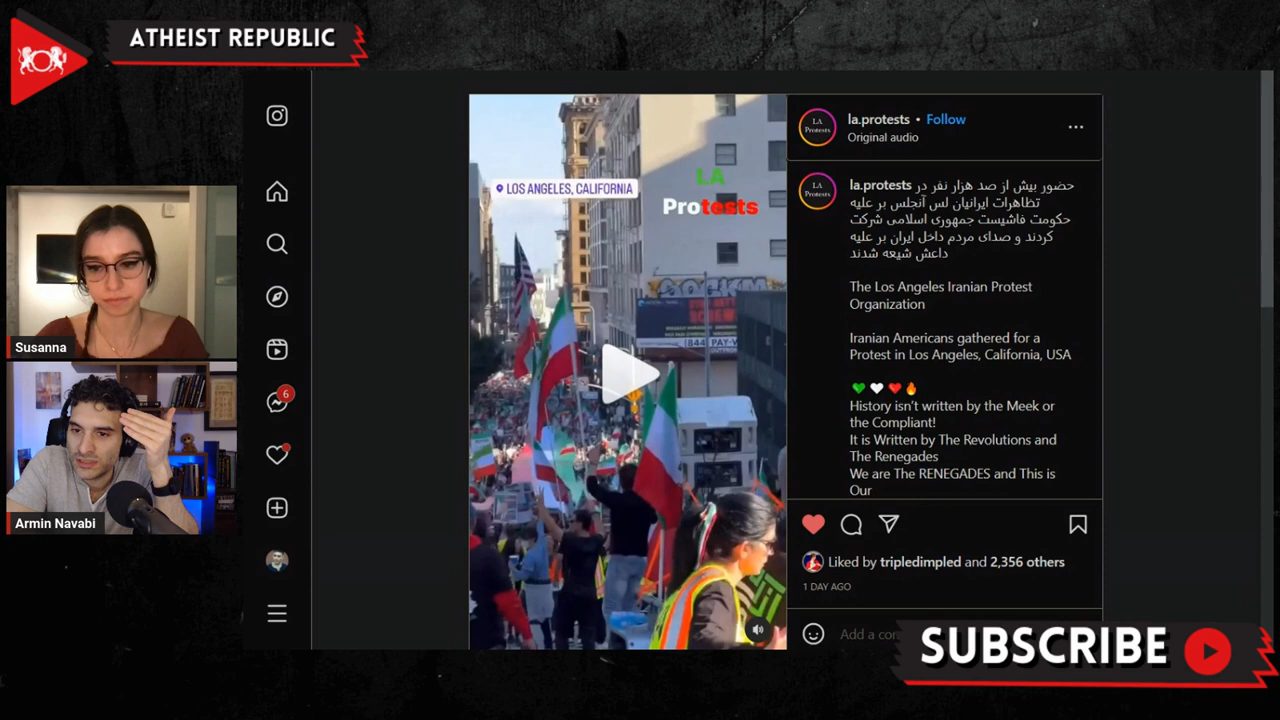 ATHEIST REPUBLIC
Susanna
Armin Navabi
6
LOS ANGELES, CALIFORNIA
LA
Protests
LA
Protests
la.protests • Follow
Original audio
LA
Protests
la.protests حضور بیش از صد هزار نفر در
تظاهرات ایرانیان لس آنجلس بر علیه
حکومت فاشیست جمهوری اسلامی شرکت
کردند و صدای مردم داخل ایران بر علیه
داعش شیعه شدند
The Los Angeles Iranian Protest
Organization
Iranian Americans gathered for a
Protest in Los Angeles, California, USA
History isn't written by the Meek or
the Compliant!
It is Written by The Revolutions and
The Renegades
We are The RENEGADES and This is
Our
Liked by tripledimpled and 2,356 others
1 DAY AGO
Add a
SUBSCRIBE